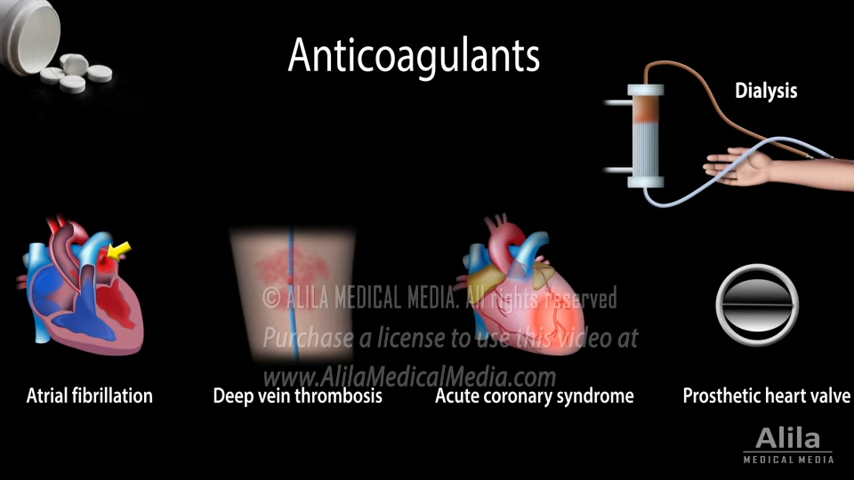 Anticoagulants
Dialysis
© ALILA MEDICAL MEDIA. All rights reserved
Purchase a license to use this video at
www.AlilaMedicalMedia.com
Atrial fibrillation
Deep vein thrombosis
Acute coronary syndrome
Prosthetic heart valve
Alila
MEDICAL MEDIA